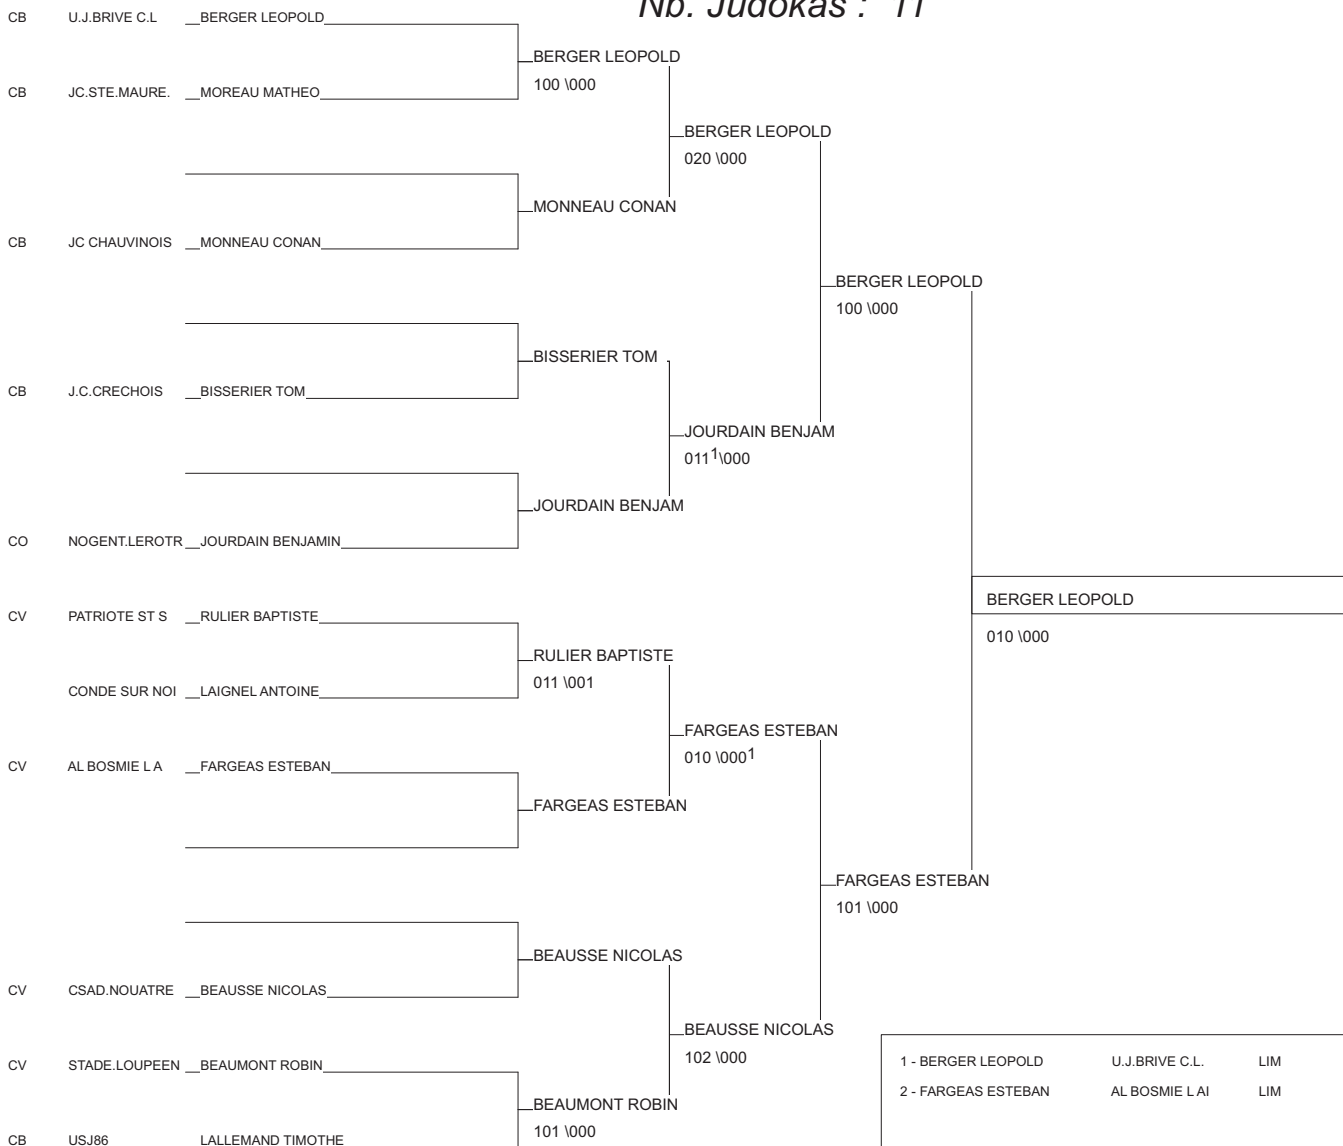 Nb. Judokas : 11
CB U.J.BRIVE C.L BERGER LEOPOLD
BERGER LEOPOLD
100 \000
CB JC.STE.MAURE. MOREAU MATHEO
BERGER LEOPOLD
020 \000
MONNEAU CONAN
CB JC CHAUVINOIS MONNEAU CONAN
BERGER LEOPOLD
100 \000
BISSERIER TOM
CB J.C.CRECHOIS BISSERIER TOM
JOURDAIN BENJAM
011 1\000
JOURDAIN BENJAM
CO NOGENT.LEROTR JOURDAIN BENJAMIN
BERGER LEOPOLD
010 \000
CV PATRIOTE ST S RULIER BAPTISTE
RULIER BAPTISTE
011 \001
CONDE SUR NOI LAIGNEL ANTOINE
FARGEAS ESTEBAN
010 \000 1
CV AL BOSMIE L A FARGEAS ESTEBAN
FARGEAS ESTEBAN
FARGEAS ESTEBAN
101 \000
BEAUSSE NICOLAS
CV CSAD.NOUATRE BEAUSSE NICOLAS
BEAUSSE NICOLAS
102 \000
CV STADE.LOUPEEN BEAUMONT ROBIN
BEAUMONT ROBIN
101 \000
CB USJ86 LALLEMAND TIMOTHE
1 - BERGER LEOPOLD U.J.BRIVE C.L. LIM
2 - FARGEAS ESTEBAN AL BOSMIE L AI LIM